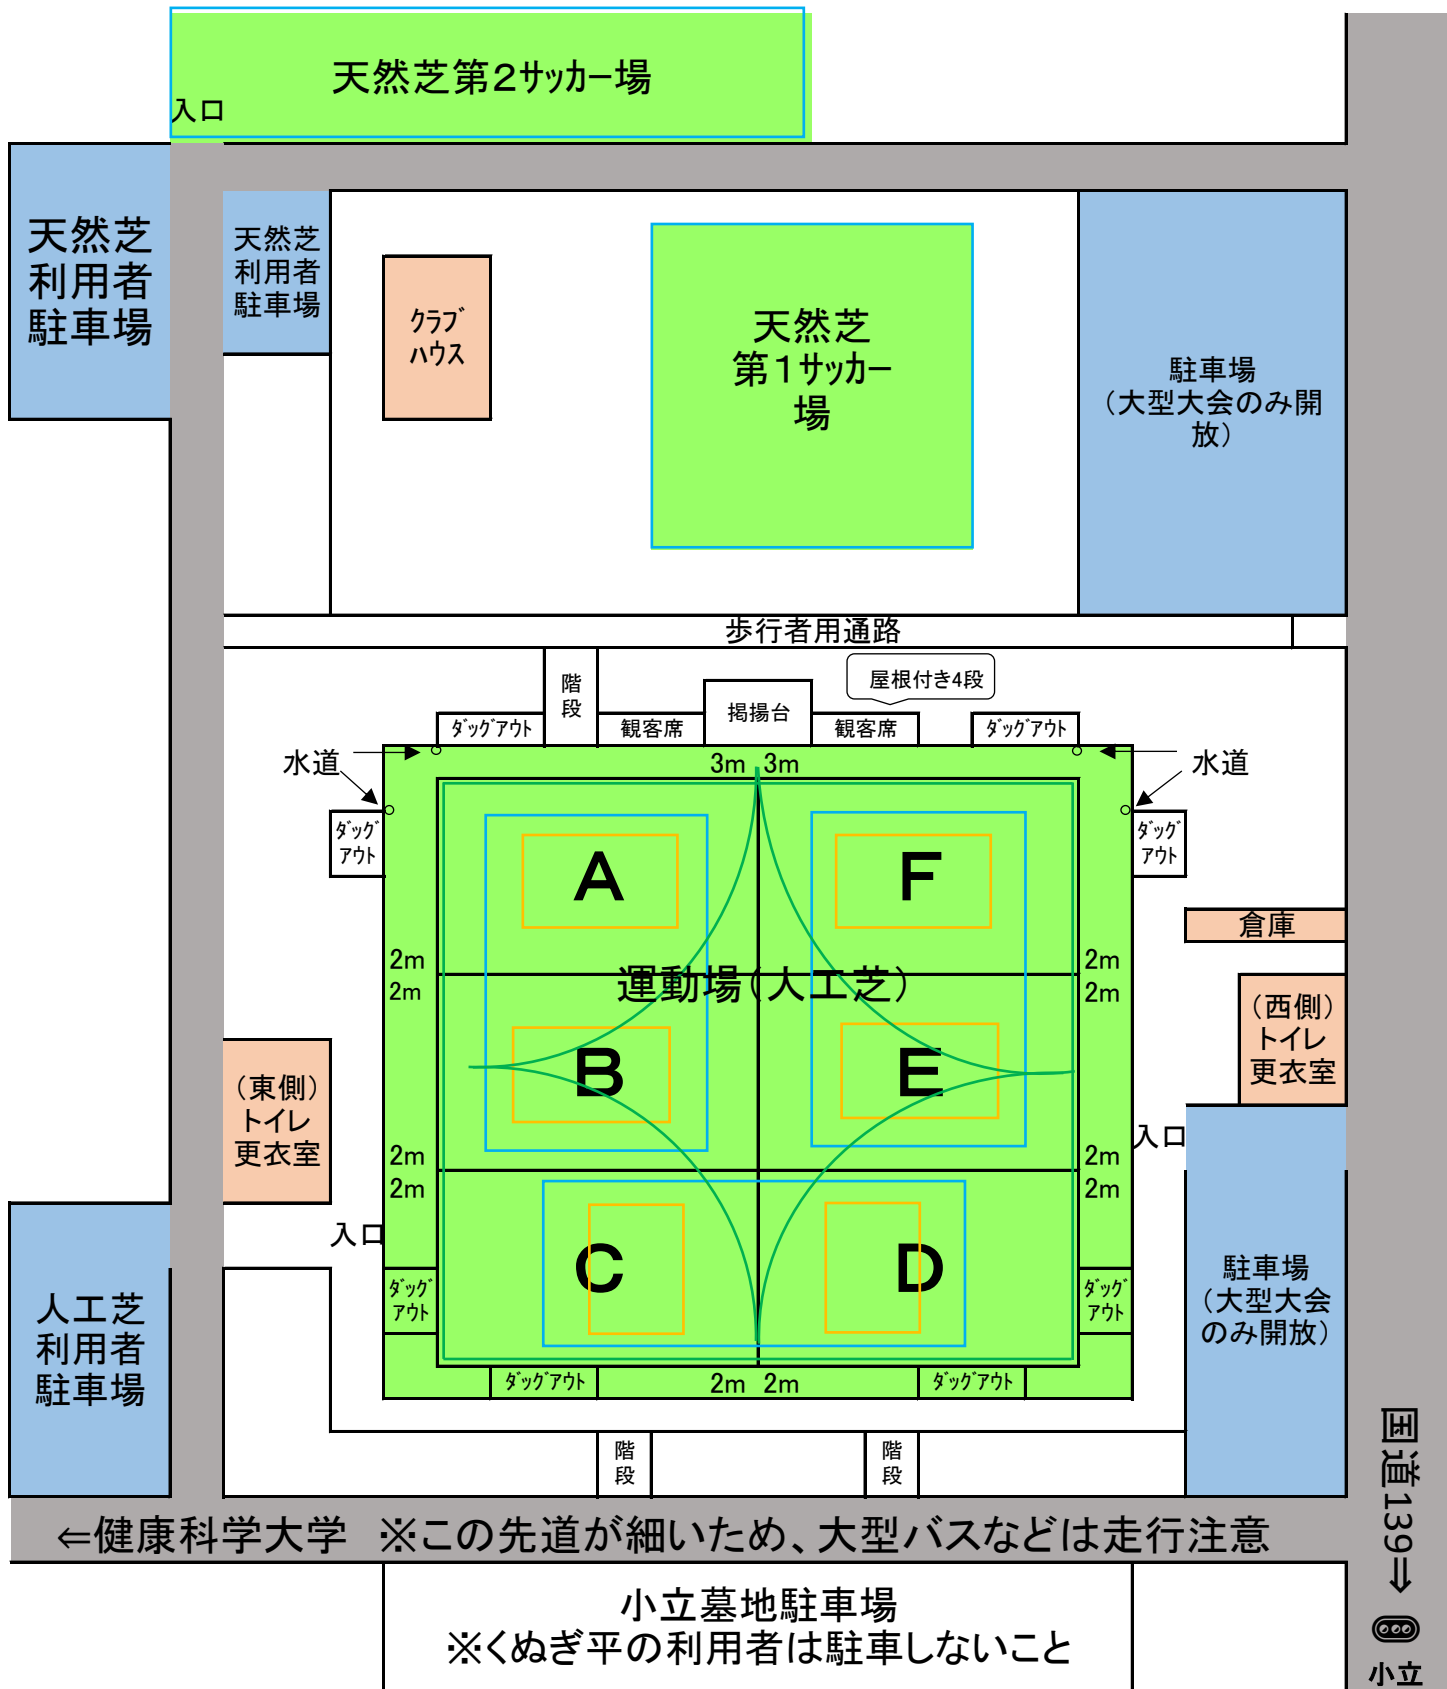 天然芝第2サッカー場
入口
天然芝
利用者
駐車場
天然芝
利用者
駐車場
クラブ
ハウス
天然芝
第1サッカー
場
駐車場
（大型大会のみ開
放）
歩行者用通路
階
段
屋根付き4段
掲揚台
ダッグアウト
観客席
観客席
ダッグアウト
水道
水道
3m
3m
ダッグ
アウト
ダッグ
アウト
A
F
倉庫
2m
2m
運動場（人工芝）
2m
2m
（西側）
トイレ
更衣室
B
E
（東側）
トイレ
更衣室
入口
2m
2m
2m
2m
入口
C
D
ダッグ
アウト
ダッグ
アウト
人工芝
利用者
駐車場
駐車場
（大型大会
のみ開放）
ダッグアウト
2m
2m
ダッグアウト
階
段
階
段
国道139⇒
⇐健康科学大学　※この先道が細いため、大型バスなどは走行注意
小立墓地駐車場
※くぬぎ平の利用者は駐車しないこと
小立